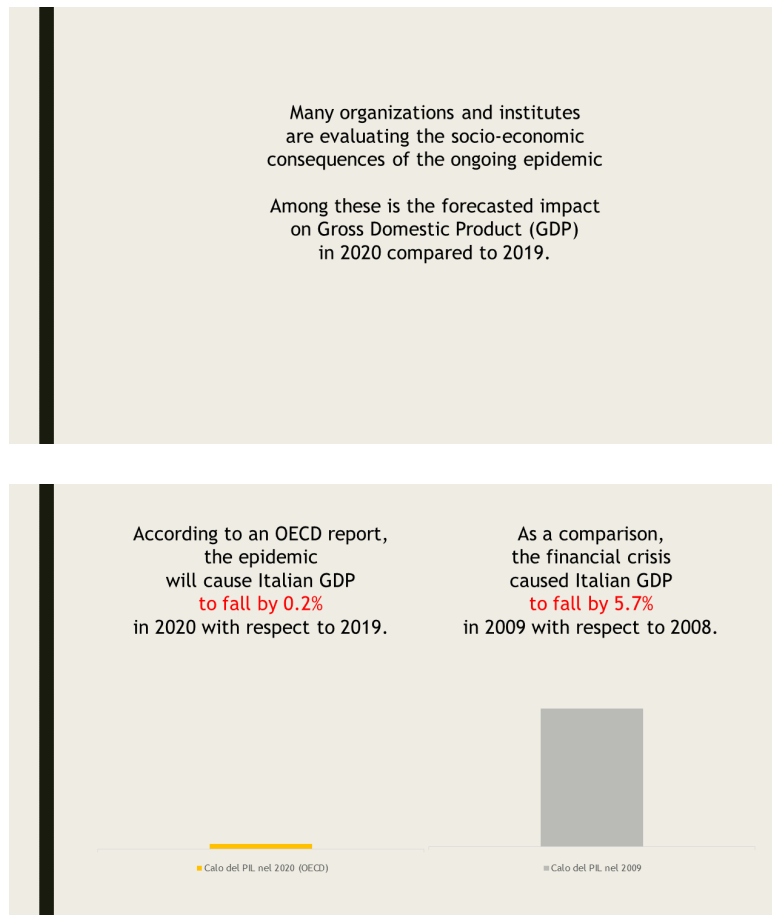 Many organizations and institutes
are evaluating the socio-economic
consequences of the ongoing epidemic
Among these is the forecasted impact
on Gross Domestic Product (GDP)
in 2020 compared to 2019.
According to an OECD report,
the epidemic
will cause Italian GDP
to fall by 0.2%
in 2020 with respect to 2019.
As a comparison,
the financial crisis
caused Italian GDP
to fall by 5.7%
in 2009 with respect to 2008.
Calo del PIL nel 2020 (OECD)
Calo del PIL nel 2009